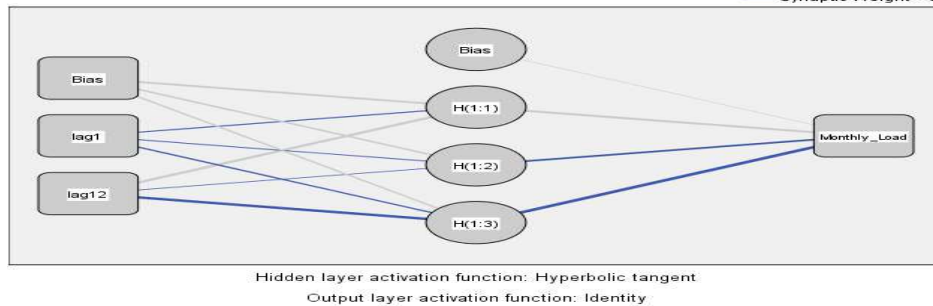 Bias
lag1
lag12
Bias
H(1:1)
H(1:2)
H(1:3)
Monthly_Load
Hidden layer activation function: Hyperbolic tangent
Output layer activation function: Identity